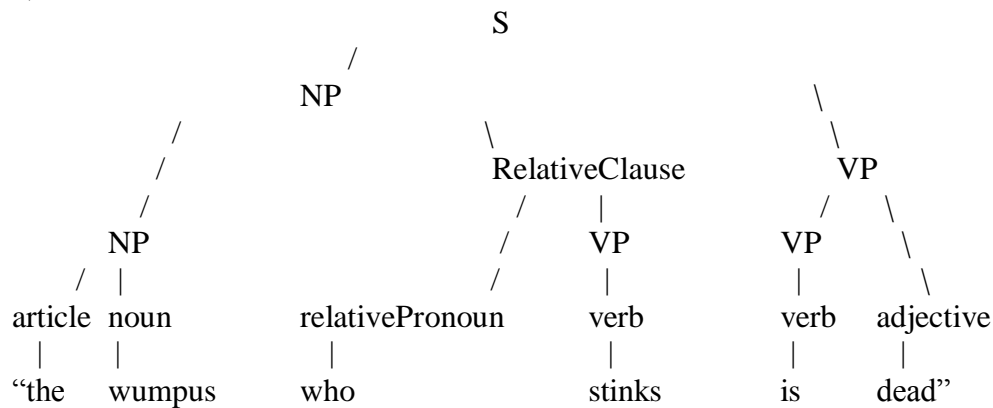 S
NP
RelativeClause VP
NP VP VP
article noun relativePronoun verb verb adjective
“the wumpus who stinks is dead”